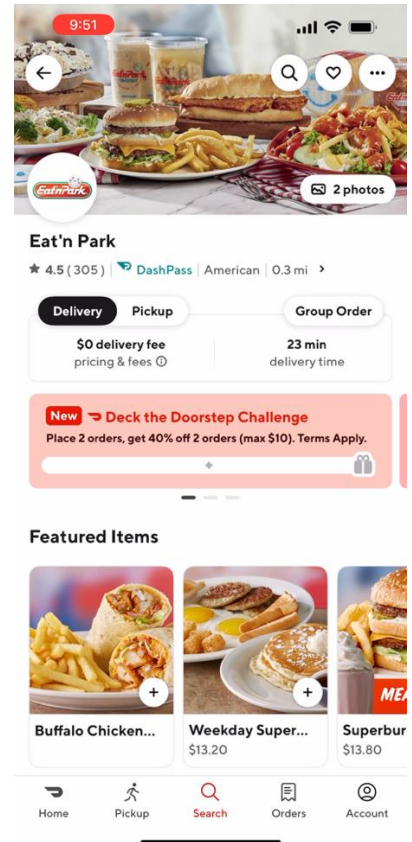 9:51
Eat'n Park
2 photos
Eat'n Park
4.5 (305) | DashPass | American | 0.3 mi
Delivery
Pickup
Group Order
$0 delivery fee
pricing & fees
23 min
delivery time
New
Deck the Doorstep Challenge
Place 2 orders, get 40% off 2 orders (max $10). Terms Apply.
Featured Items
MEA
Buffalo Chicken...
Weekday Super...
$13.20
Superbur
$13.80
Home
Pickup
Search
Orders
Account